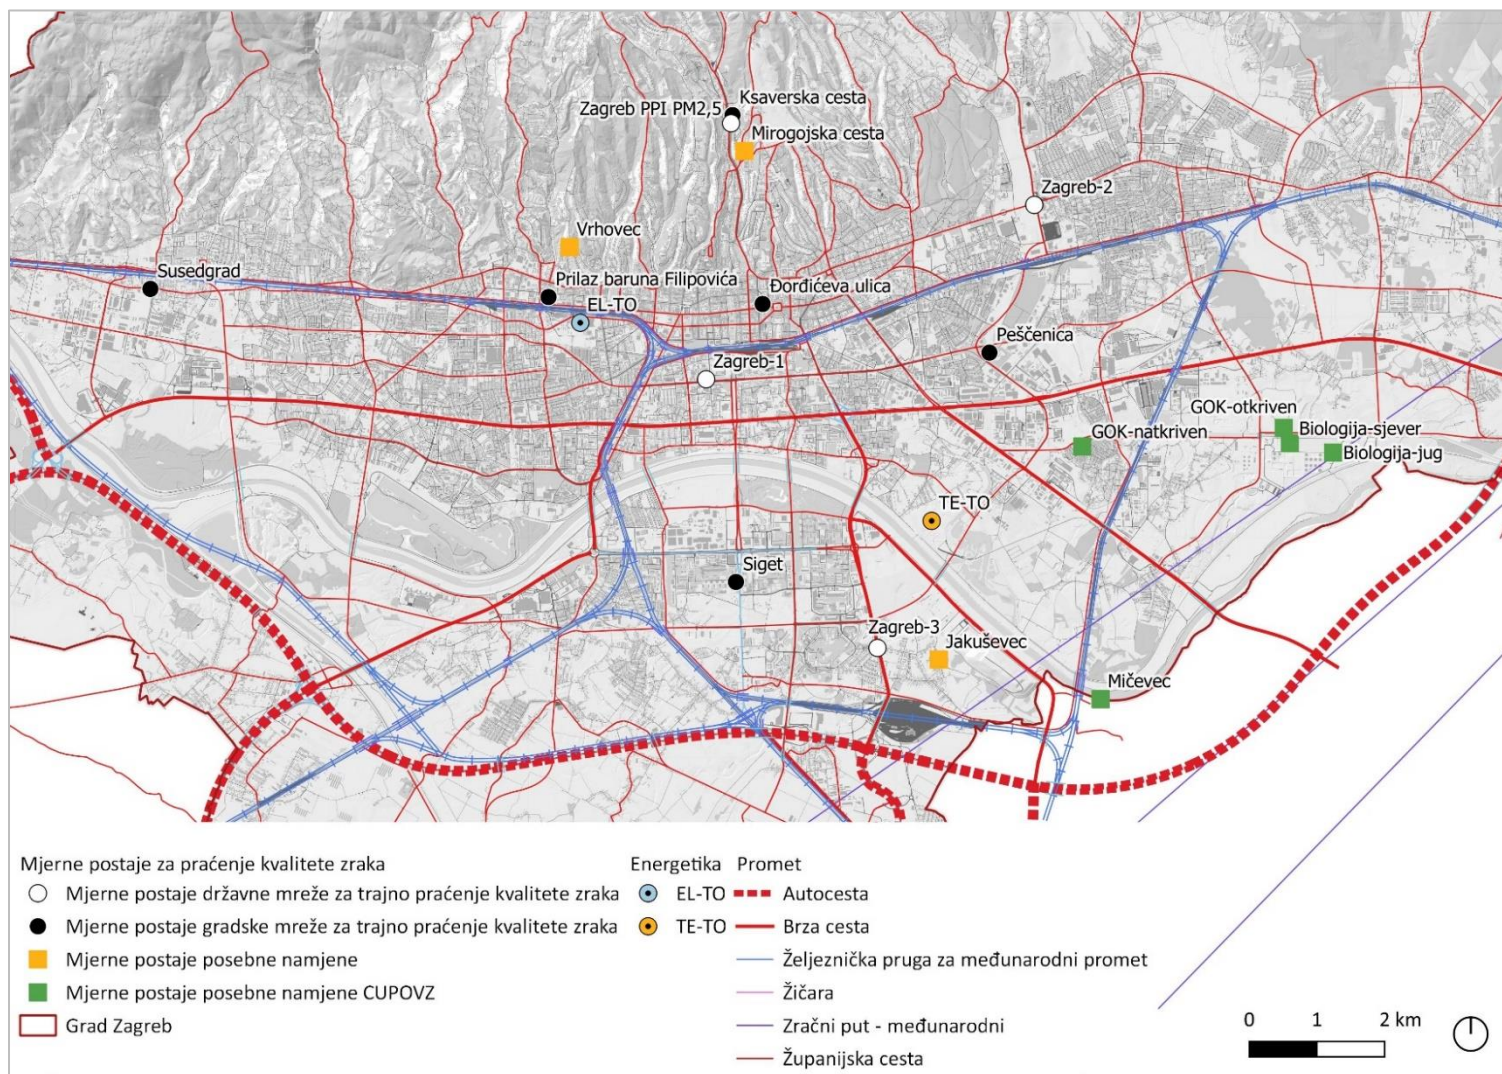 Ksaverska cesta
Zagreb PPI PM2,5
Mirogojska cesta
Zagreb-2
Vrhovec
Susedgrad
Prilaz baruna Filipovića
Đorđićeva ulica
EL-TO
Peščenica
Zagreb-1
GOK-otkriven
GOK-natkriven
Biologija-sjever
Biologija-jug
TE-TO
Siget
Zagreb-3
Jakuševec
Mičevec
Mjerne postaje za praćenje kvalitete zraka
Mjerne postaje državne mreže za trajno praćenje kvalitete zraka
Mjerne postaje gradske mreže za trajno praćenje kvalitete zraka
Mjerne postaje posebne namjene
Mjerne postaje posebne namjene CUPOVZ
Grad Zagreb
Energetika
EL-TO
TE-TO
Promet
Autocesta
Brza cesta
Željeznička pruga za međunarodni promet
Žičara
Zračni put - međunarodni
Županijska cesta
0 1 2 km